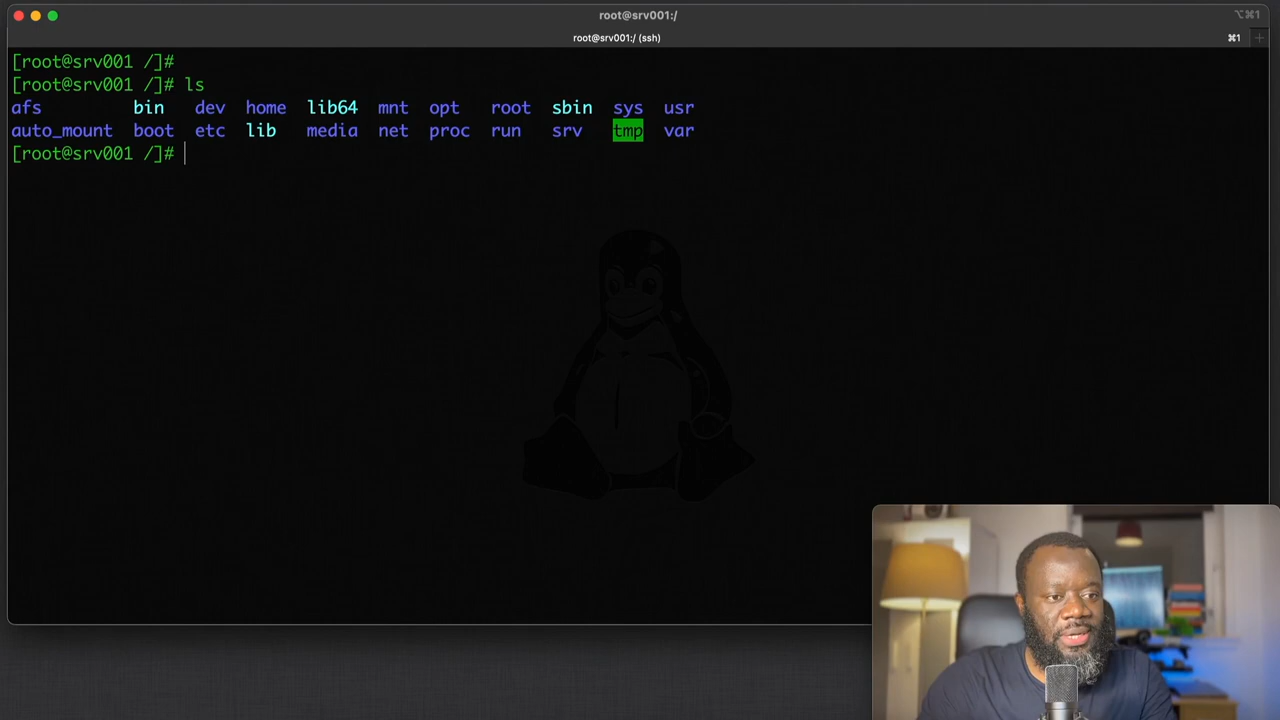 root@srv001:/
⌥⌘1
root@srv001:/ (ssh)
⌘1
+
[root@srv001 /]#
[root@srv001 /]# ls
afs bin dev home lib64 mnt opt root sbin sys usr
auto_mount boot etc lib media net proc run srv tmp var
[root@srv001 /]#